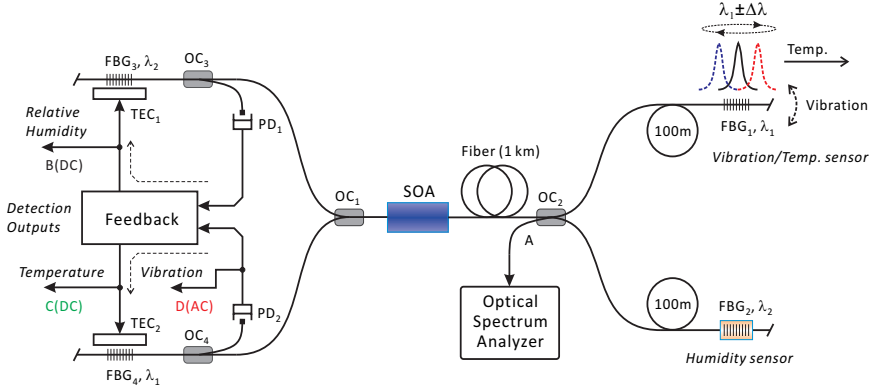 λ₁±Δλ
Temp.
Vibration
FBG₁, λ₁
100m
Vibration/Temp. sensor
FBG₃, λ₂
OC₃
TEC₁
PD₁
Relative
Humidity
B(DC)
Detection
Outputs
Feedback
Temperature
C(DC)
Vibration
D(AC)
TEC₂
PD₂
OC₄
FBG₄, λ₁
OC₁
SOA
Fiber (1 km)
OC₂
A
Optical
Spectrum
Analyzer
100m
FBG₂, λ₂
Humidity sensor